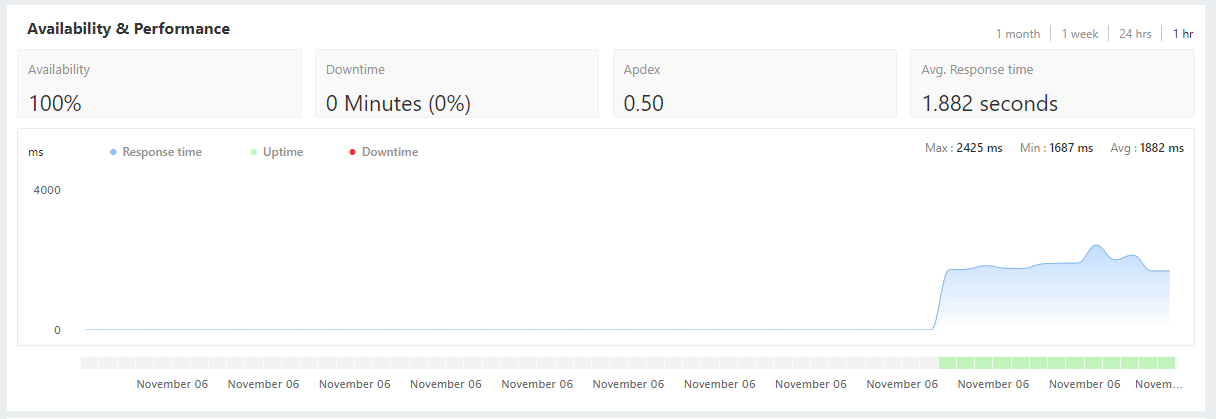 Availability & Performance
1 month 1 week 24 hrs 1 hr
Availability
100%
Downtime
0 Minutes (0%)
Apdex
0.50
Avg. Response time
1.882 seconds
ms Response time Uptime Downtime Max : 2425 ms Min : 1687 ms Avg : 1882 ms
4000
0
November 06 November 06 November 06 November 06 November 06 November 06 November 06 November 06 November 06 November 06 November 06 Novem...